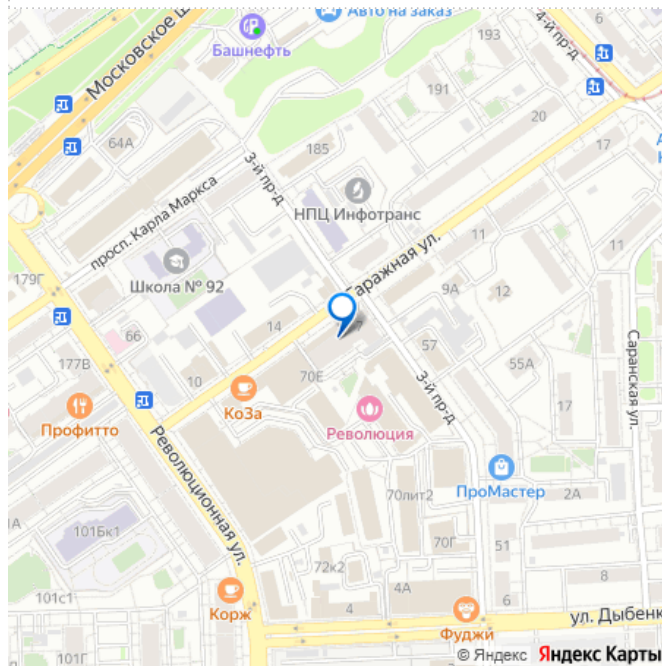 Авто на заказ
4-й пр-д
6
Московское ш
Башнефть
193
191
20
17
64А
185
3-й пр-д
НПЦ Инфотранс
просп. Карла Маркса
11
Гаражная ул.
11
179Г
Школа № 92
9А
12
66
14
7
57
55А
Саранская ул.
177В
10
70Е
3-й пр-д
КоЗа
17
Профитто
Революция
Революционная ул.
ПроМастер
2А
70лит2
1А
101Бк1
70Г
51
72к2
8
101с1
4А
Корж
4
6
ул. Дыбенк
Фуджи
101Г
© Яндекс Яндекс Карты